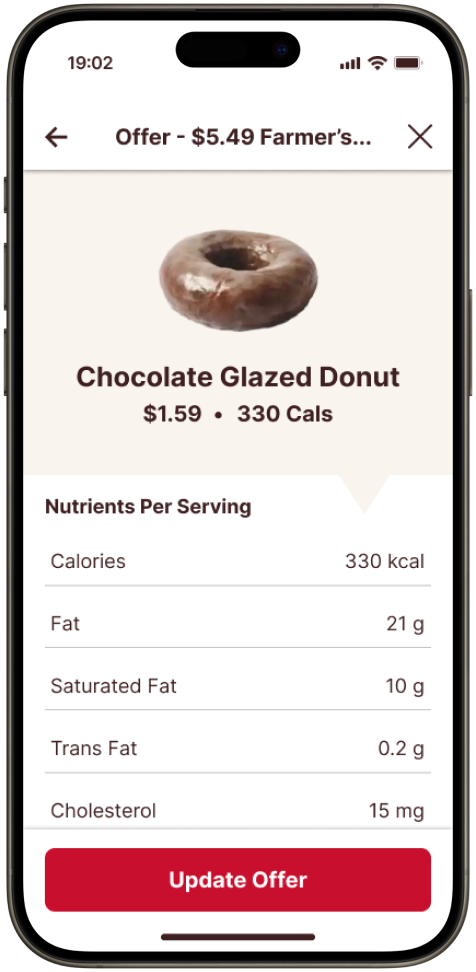 19:02
Offer - $5.49 Farmer’s...
Chocolate Glazed Donut
$1.59 • 330 Cals
Nutrients Per Serving
Calories 330 kcal
Fat 21 g
Saturated Fat 10 g
Trans Fat 0.2 g
Cholesterol 15 mg
Update Offer